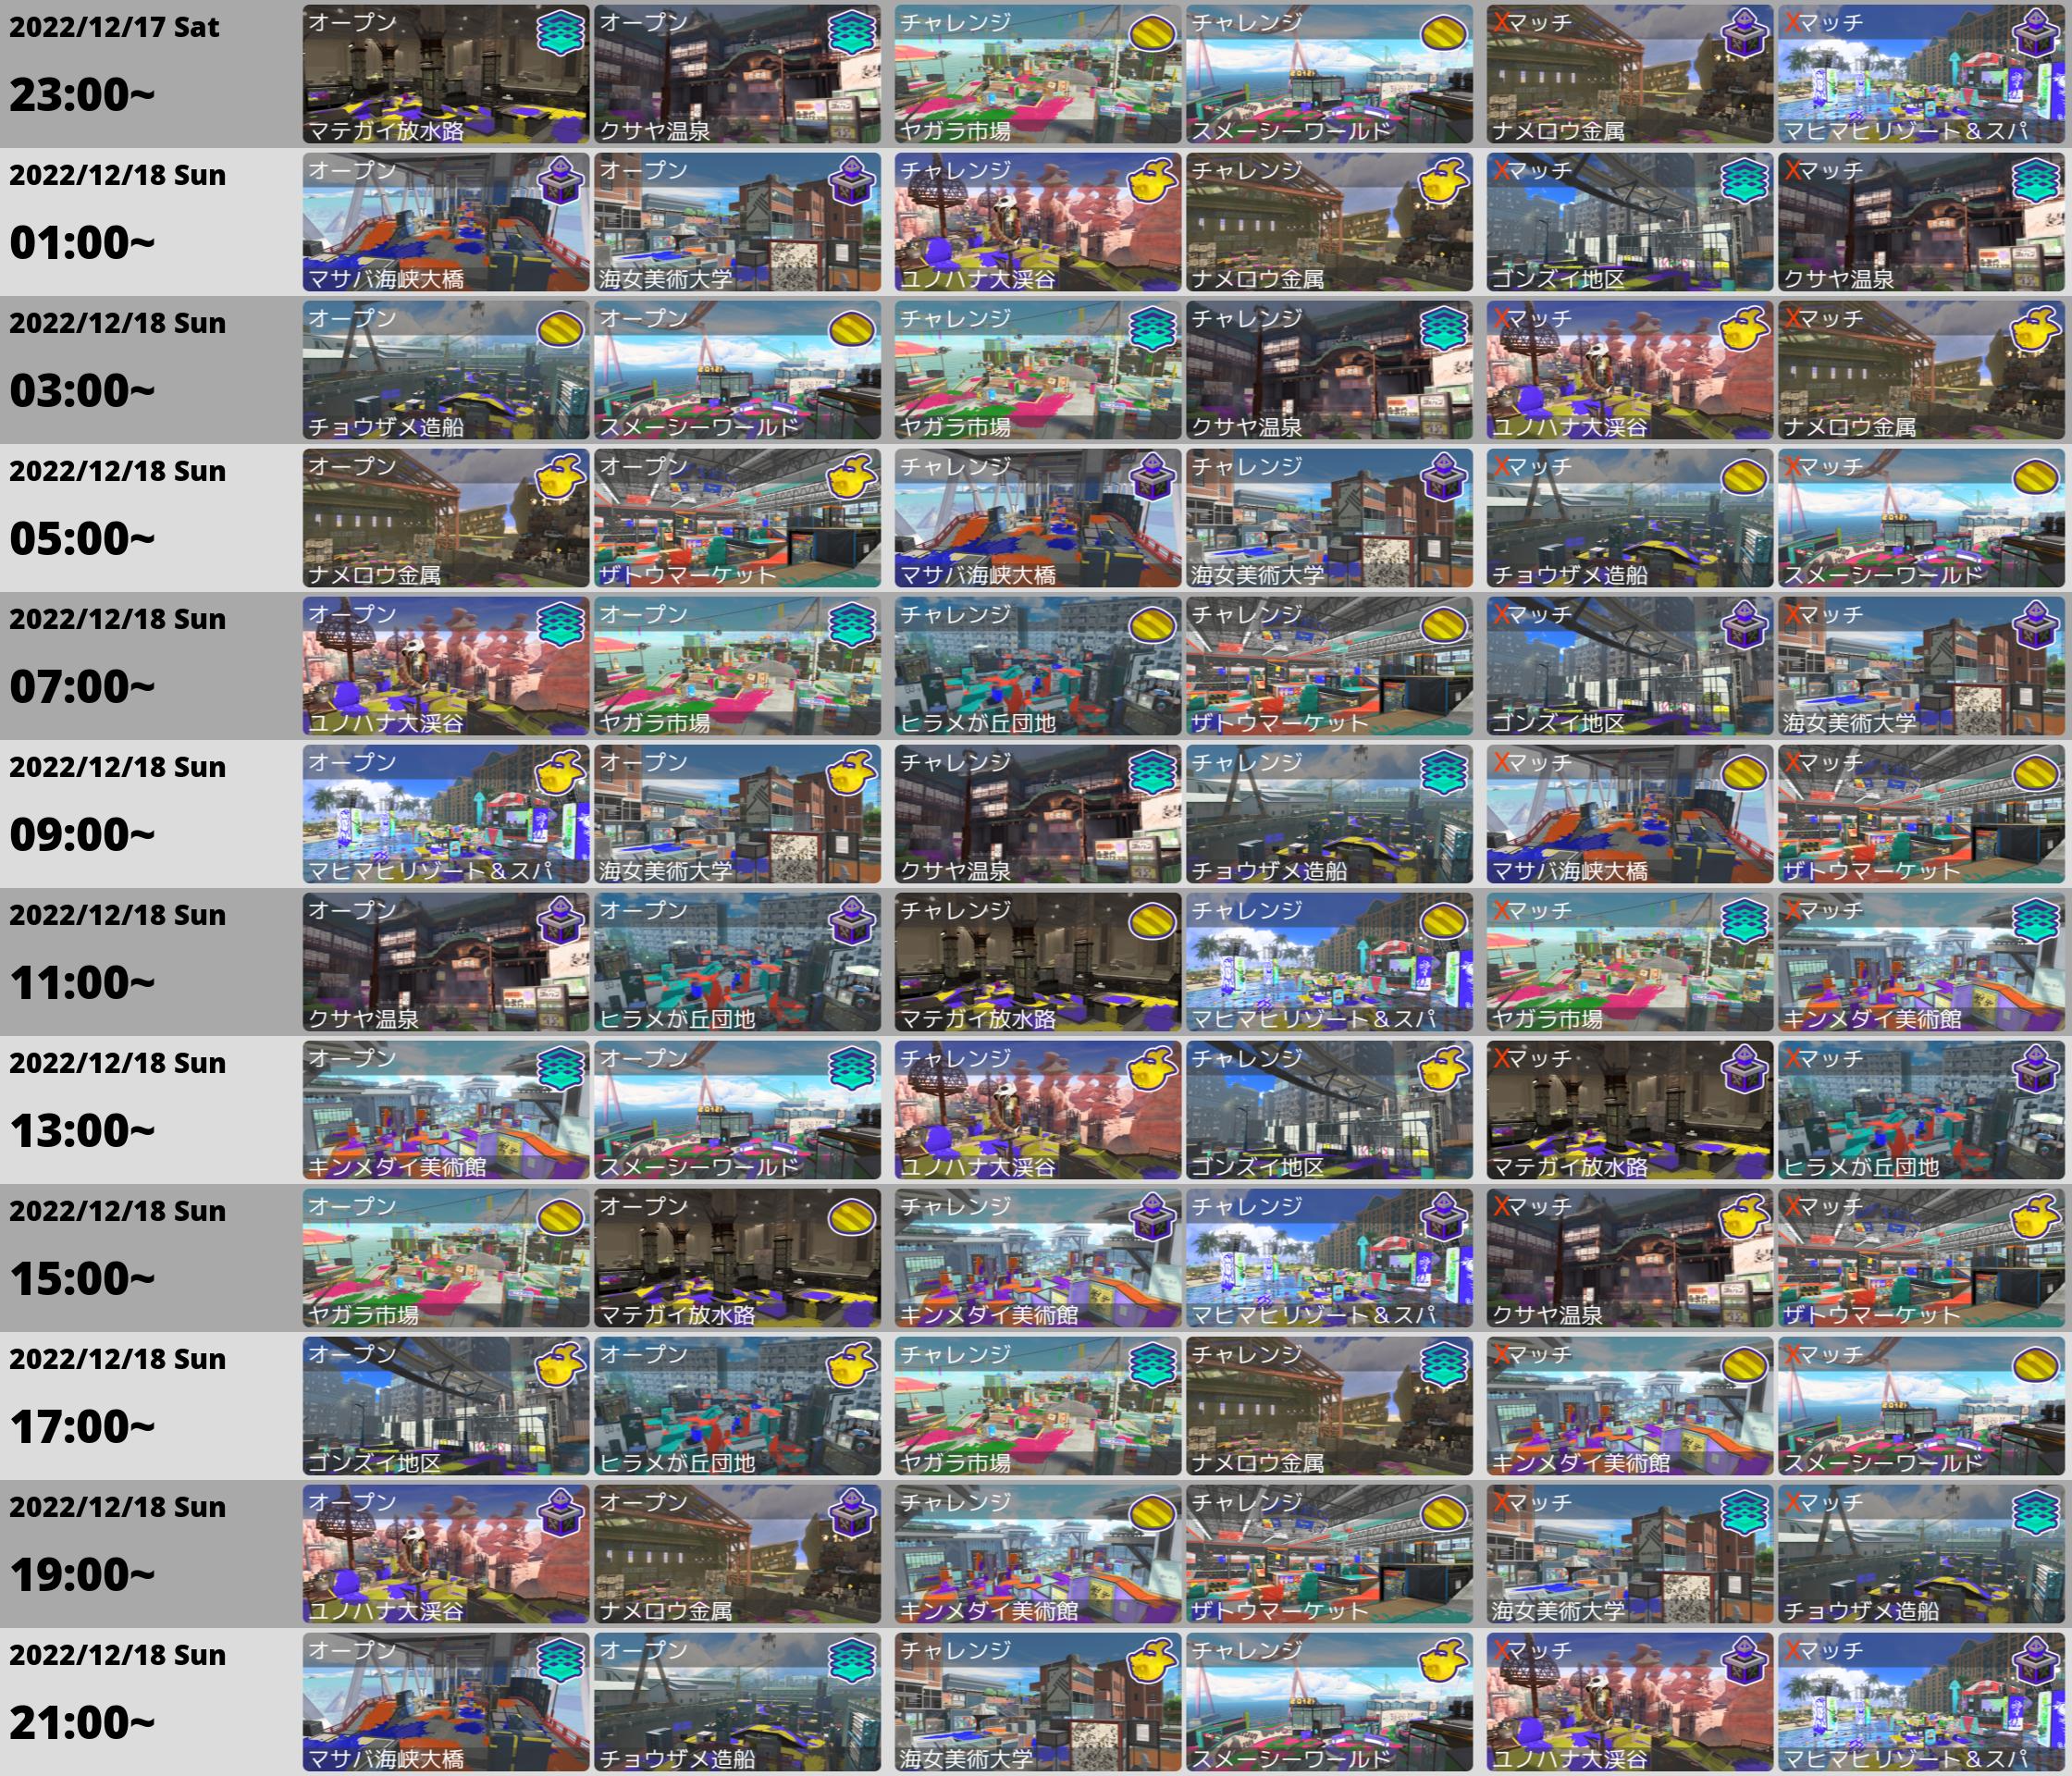 2022/12/17 Sat
23:00~
オープン オープン チャレンジ チャレンジ Xマッチ Xマッチ
マテガイ放水路 クサヤ温泉 ヤガラ市場 スメーシーワールド ナメロウ金属 マヒマヒリゾート＆スパ
2022/12/18 Sun
01:00~
オープン オープン チャレンジ チャレンジ Xマッチ Xマッチ
マサバ海峡大橋 海女美術大学 ユノハナ大渓谷 ナメロウ金属 ゴンズイ地区 クサヤ温泉
2022/12/18 Sun
03:00~
オープン オープン チャレンジ チャレンジ Xマッチ Xマッチ
チョウザメ造船 スメーシーワールド ヤガラ市場 クサヤ温泉 ユノハナ大渓谷 ナメロウ金属
2022/12/18 Sun
05:00~
オープン オープン チャレンジ チャレンジ Xマッチ Xマッチ
ナメロウ金属 ザトウマーケット マサバ海峡大橋 海女美術大学 チョウザメ造船 スメーシーワールド
2022/12/18 Sun
07:00~
オープン オープン チャレンジ チャレンジ Xマッチ Xマッチ
ユノハナ大渓谷 ヤガラ市場 ヒラメが丘団地 ザトウマーケット ゴンズイ地区 海女美術大学
2022/12/18 Sun
09:00~
オープン オープン チャレンジ チャレンジ Xマッチ Xマッチ
マヒマヒリゾート＆スパ 海女美術大学 クサヤ温泉 チョウザメ造船 マサバ海峡大橋 ザトウマーケット
2022/12/18 Sun
11:00~
オープン オープン チャレンジ チャレンジ Xマッチ Xマッチ
クサヤ温泉 ヒラメが丘団地 マテガイ放水路 マヒマヒリゾート＆スパ ヤガラ市場 キンメダイ美術館
2022/12/18 Sun
13:00~
オープン オープン チャレンジ チャレンジ Xマッチ Xマッチ
キンメダイ美術館 スメーシーワールド ユノハナ大渓谷 ゴンズイ地区 マテガイ放水路 ヒラメが丘団地
2022/12/18 Sun
15:00~
オープン オープン チャレンジ チャレンジ Xマッチ Xマッチ
ヤガラ市場 マテガイ放水路 キンメダイ美術館 マヒマヒリゾート＆スパ クサヤ温泉 ザトウマーケット
2022/12/18 Sun
17:00~
オープン オープン チャレンジ チャレンジ Xマッチ Xマッチ
ゴンズイ地区 ヒラメが丘団地 ヤガラ市場 ナメロウ金属 キンメダイ美術館 スメーシーワールド
2022/12/18 Sun
19:00~
オープン オープン チャレンジ チャレンジ Xマッチ Xマッチ
ユノハナ大渓谷 ナメロウ金属 キンメダイ美術館 ザトウマーケット 海女美術大学 チョウザメ造船
2022/12/18 Sun
21:00~
オープン オープン チャレンジ チャレンジ Xマッチ Xマッチ
マサバ海峡大橋 チョウザメ造船 海女美術大学 スメーシーワールド ユノハナ大渓谷 マヒマヒリゾート＆スパ